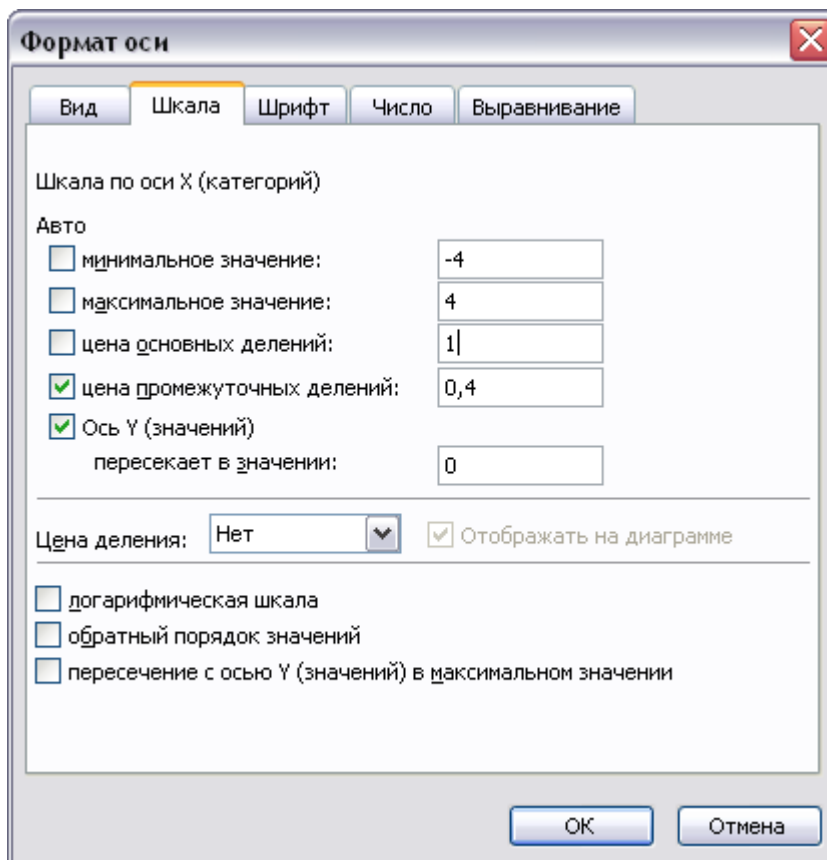 Формат оси
Вид Шкала Шрифт Число Выравнивание
Шкала по оси X (категорий)
Авто
минимальное значение: -4
максимальное значение: 4
цена основных делений: 1
цена промежуточных делений: 0,4
Ось Y (значений)
пересекает в значении: 0
Цена деления: Нет Отображать на диаграмме
логарифмическая шкала
обратный порядок значений
пересечение с осью Y (значений) в максимальном значении
ОК Отмена